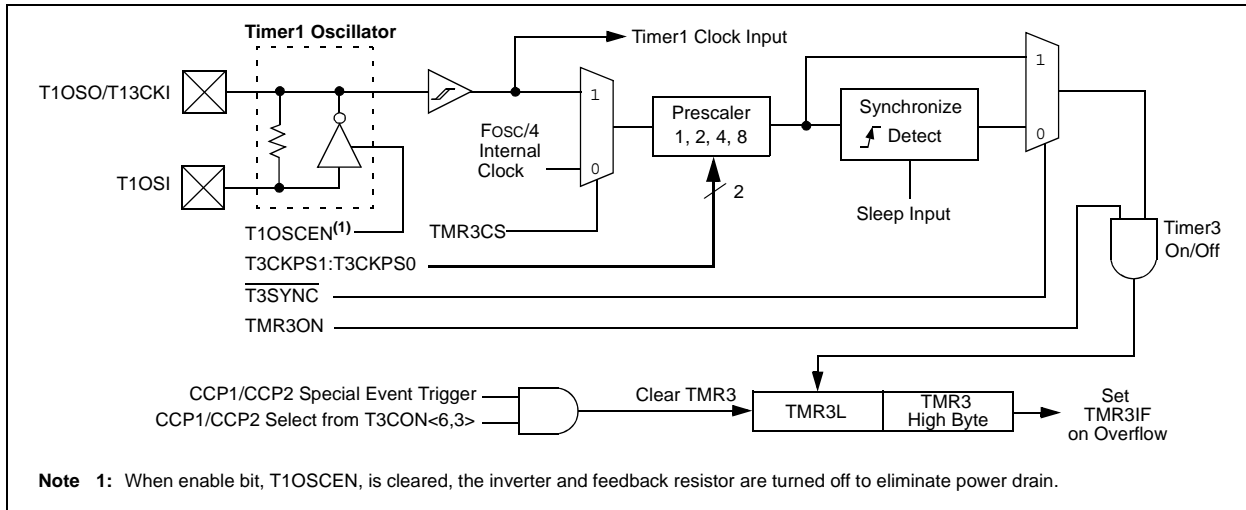 Timer1 Oscillator
Timer1 Clock Input
T1OSO/T13CKI
T1OSI
1
FOSC/4
Internal
Clock
0
Prescaler
1, 2, 4, 8
2
Synchronize
Detect
Sleep Input
1
0
Timer3
On/Off
T1OSCEN(1)
TMR3CS
T3CKPS1:T3CKPS0
T3SYNC
TMR3ON
CCP1/CCP2 Special Event Trigger
CCP1/CCP2 Select from T3CON<6,3>
Clear TMR3
TMR3L
TMR3
High Byte
Set
TMR3IF
on Overflow
Note 1: When enable bit, T1OSCEN, is cleared, the inverter and feedback resistor are turned off to eliminate power drain.